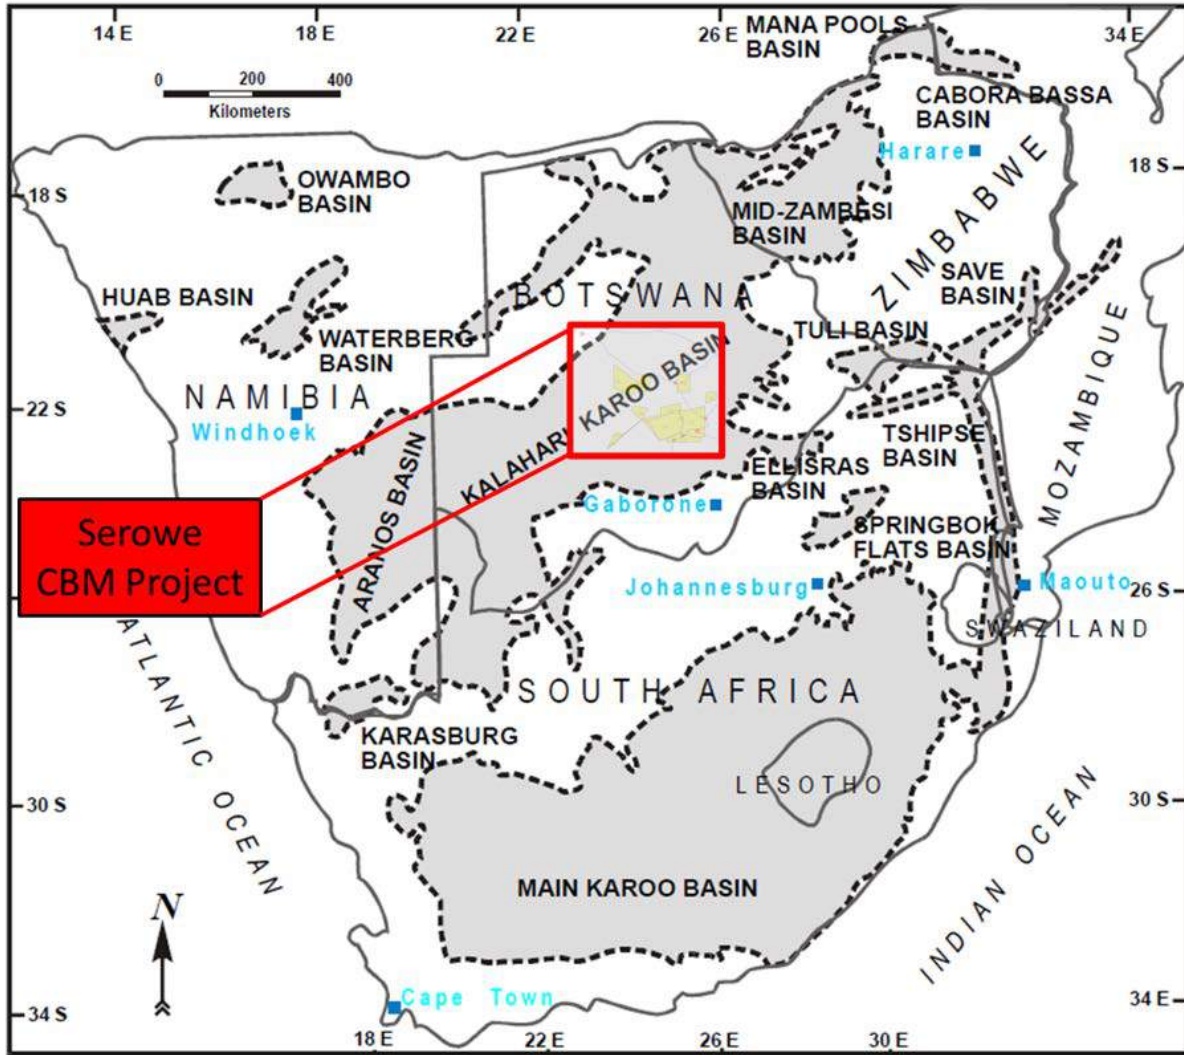 14 E
18 E
22 E
26 E
34 E
MANA POOLS
BASIN
0 200 400
Kilometers
CABORA BASSA
BASIN
Harare
18 S
18 S
OWAMBO
BASIN
MID-ZAMBESI
BASIN
ZIMBABWE
SAVE
BASIN
HUAB BASIN
BOTSWANA
WATERBERG
BASIN
TULI BASIN
MOZAMBIQUE
NAMIBIA
22 S
Windhoek
KALAHARI KAROO BASIN
TSHIPSE
BASIN
ARANOS BASIN
ELLISRAS
BASIN
Gaborone
Serowe
CBM Project
SPRINGBOK
FLATS BASIN
Johannesburg
Maouto
26 S
SWAZILAND
ATLANTIC OCEAN
SOUTH AFRICA
KARASBURG
BASIN
LESOTHO
30 S
30 S
INDIAN OCEAN
MAIN KAROO BASIN
N
Cape Town
34 S
34 E
18 E
22 E
26 E
30 E